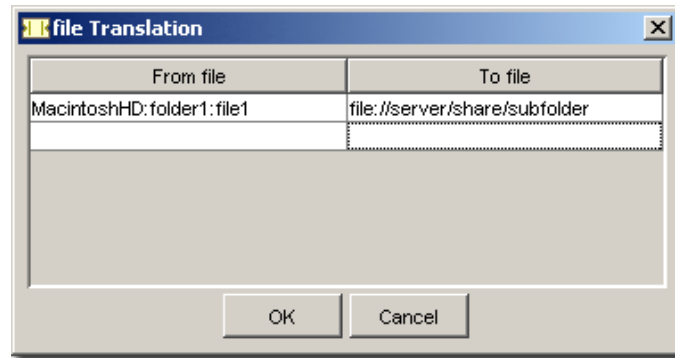 file Translation
From file To file
MacintoshHD:folder1:file1 file://server/share/subfolder
OK Cancel